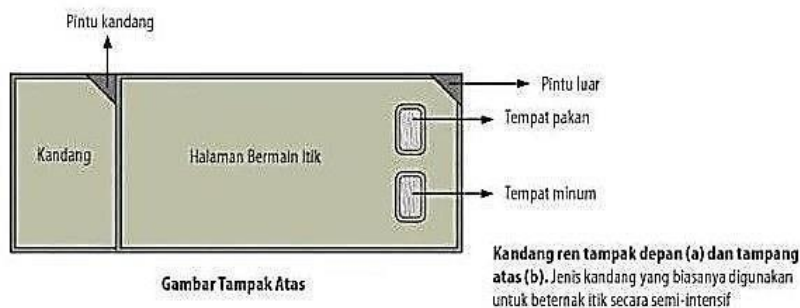 Pintu kandang
Pintu luar
Tempat pakan
Kandang
Halaman Bermain Itik
Tempat minum
Gambar Tampak Atas
Kandang ren tampak depan (a) dan tampang
atas (b). Jenis kandang yang biasanya digunakan
untuk beternak itik secara semi-intensif